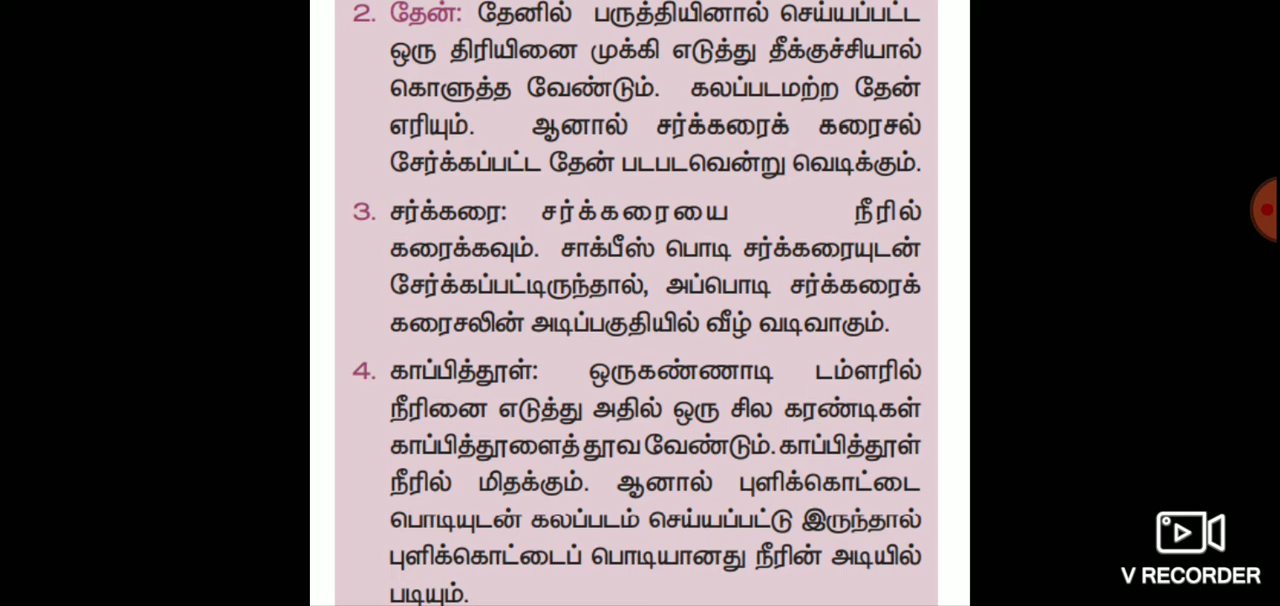 2. தேன்: தேனில் பருத்தியினால் செய்யப்பட்ட
ஒரு திரியினை முக்கி எடுத்து தீக்குச்சியால்
கொளுத்த வேண்டும். கலப்படமற்ற தேன்
எரியும். ஆனால் சர்க்கரைக் கரைசல்
சேர்க்கப்பட்ட தேன் படபடவென்று வெடிக்கும்.
3. சர்க்கரை: சர்க்கரையை நீரில்
கரைக்கவும். சாக்பீஸ் பொடி சர்க்கரையுடன்
சேர்க்கப்பட்டிருந்தால், அப்பொடி சர்க்கரைக்
கரைசலின் அடிப்பகுதியில் வீழ் வடிவாகும்.
4. காப்பித்தூள்: ஒருகண்ணாடி டம்ளரில்
நீரினை எடுத்து அதில் ஒரு சில கரண்டிகள்
காப்பித்தூளைத் தூவ வேண்டும். காப்பித்தூள்
நீரில் மிதக்கும். ஆனால் புளிக்கொட்டை
பொடியுடன் கலப்படம் செய்யப்பட்டு இருந்தால்
புளிக்கொட்டைப் பொடியானது நீரின் அடியில்
படியும்.
V RECORDER